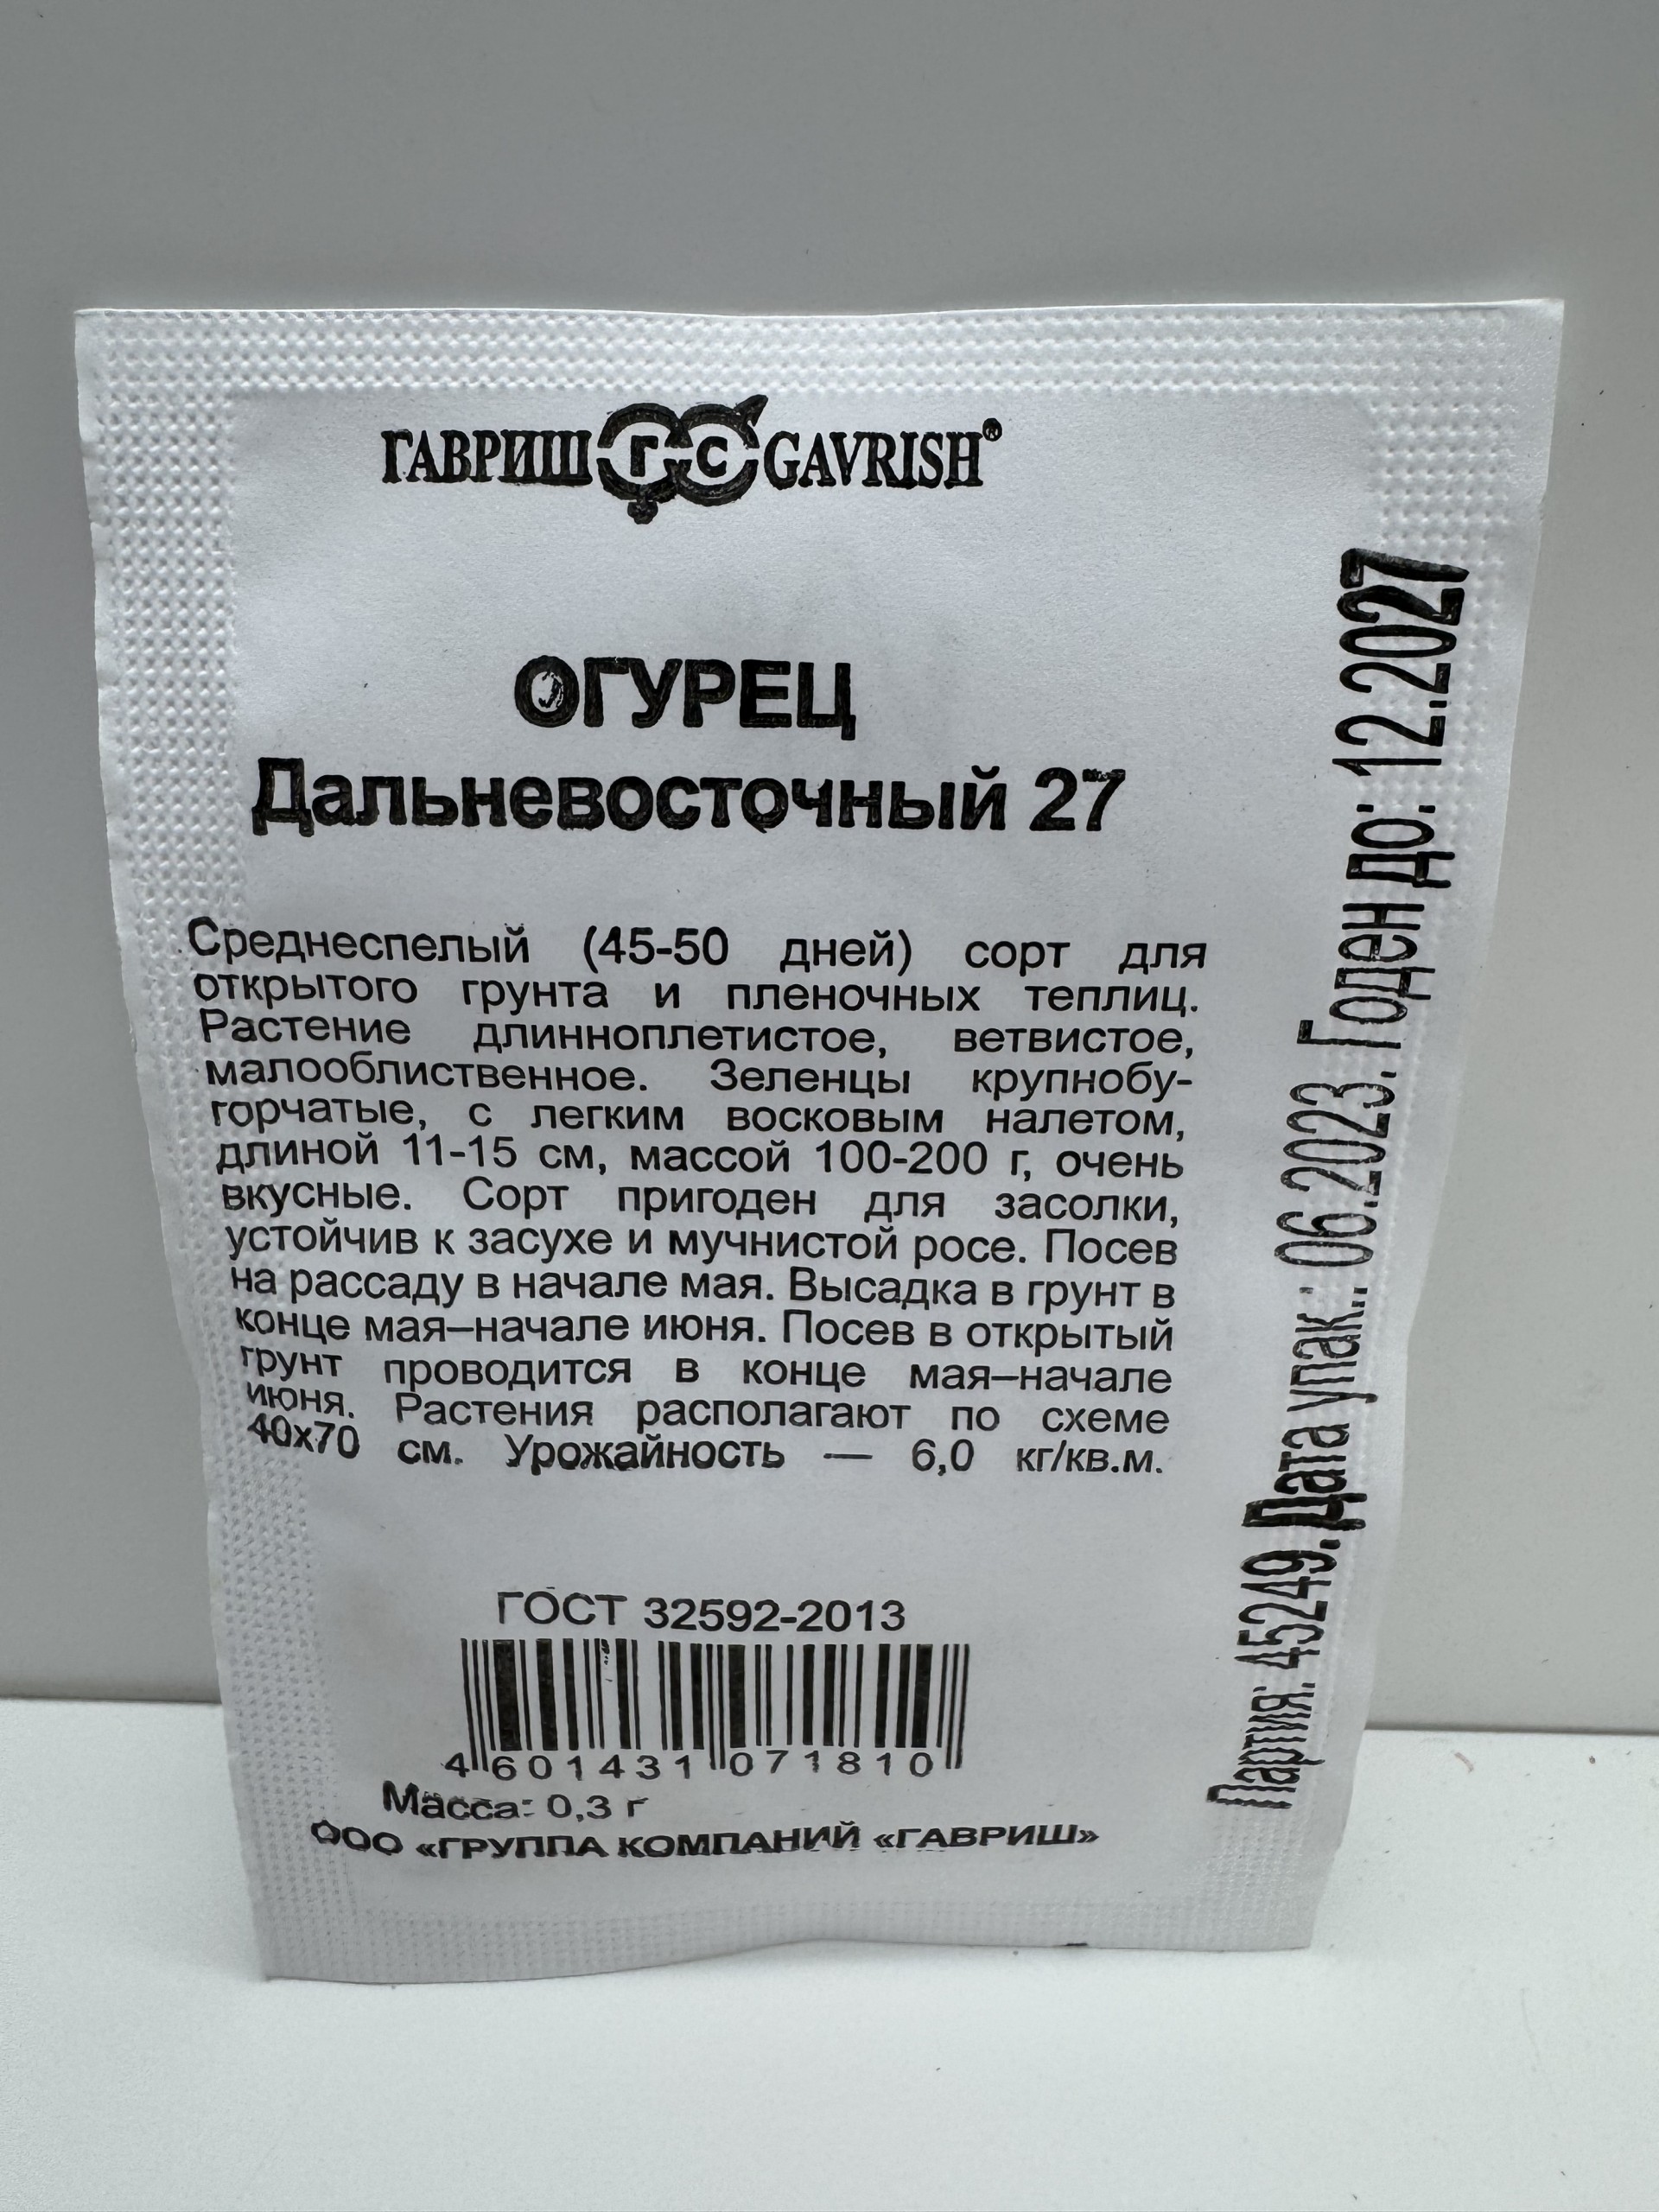 ГАВРИШ ГС GAVRISH®
ОГУРЕЦ
Дальневосточный 27
Среднеспелый (45-50 дней) сорт для
открытого грунта и пленочных теплиц.
Растение длинноплетистое, ветвистое,
малооблиственное. Зеленцы крупнобу-
горчатые, с легким восковым налетом,
длиной 11-15 см, массой 100-200 г, очень
вкусные. Сорт пригоден для засолки,
устойчив к засухе и мучнистой росе. Посев
на рассаду в начале мая. Высадка в грунт в
конце мая–начале июня. Посев в открытый
грунт проводится в конце мая–начале
июня. Растения располагают по схеме
40х70 см. Урожайность — 6,0 кг/кв.м.
ГОСТ 32592-2013
4 601431 071810
Масса: 0,3 г
ООО «ГРУППА КОМПАНИЙ «ГАВРИШ»
Партия: 45249. Дата упак.: 06.2023. Годен до: 12.2027